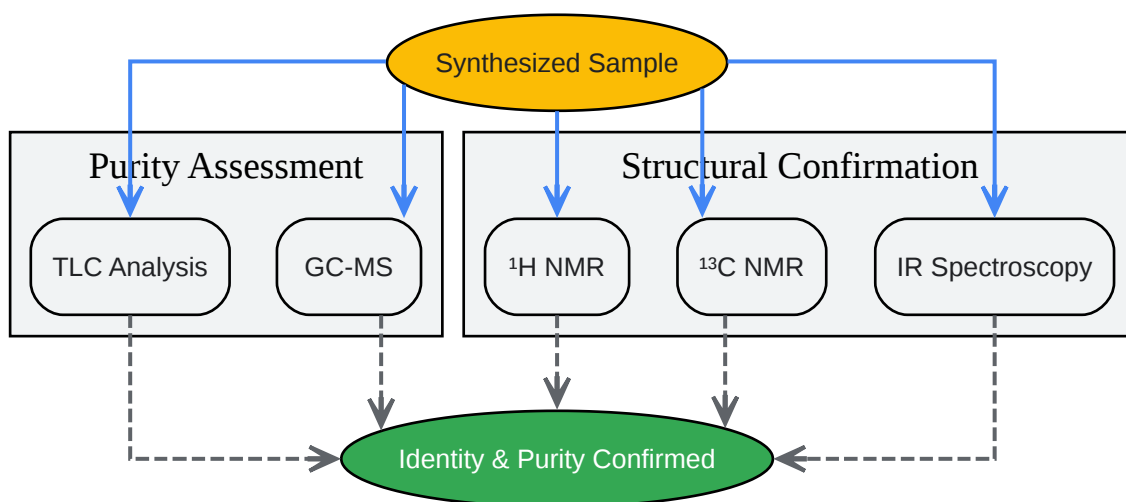 Synthesized Sample
Purity Assessment
Structural Confirmation
TLC Analysis
GC-MS
¹H NMR
¹³C NMR
IR Spectroscopy
Identity & Purity Confirmed